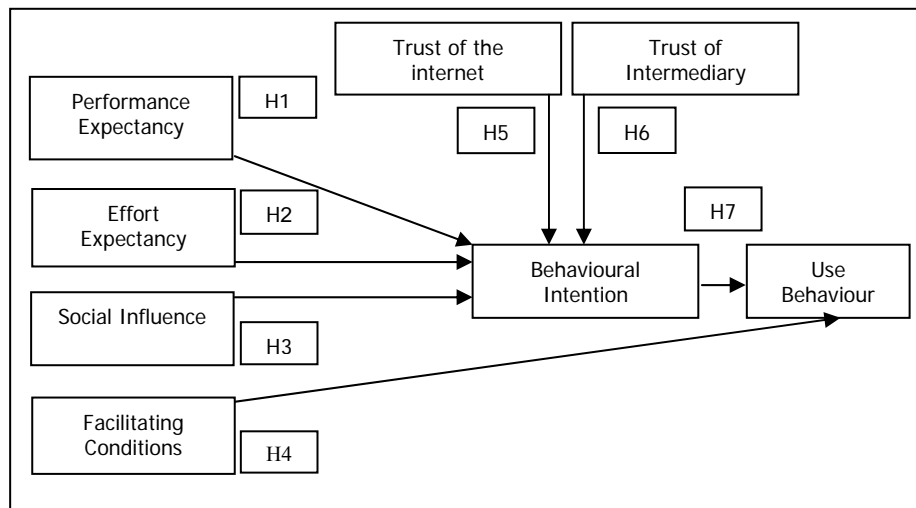 Trust of the
internet
Trust of
Intermediary
Performance
Expectancy
H1
H5
H6
Effort
Expectancy
H2
H7
Behavioural
Intention
Use
Behaviour
Social Influence
H3
Facilitating
Conditions
H4